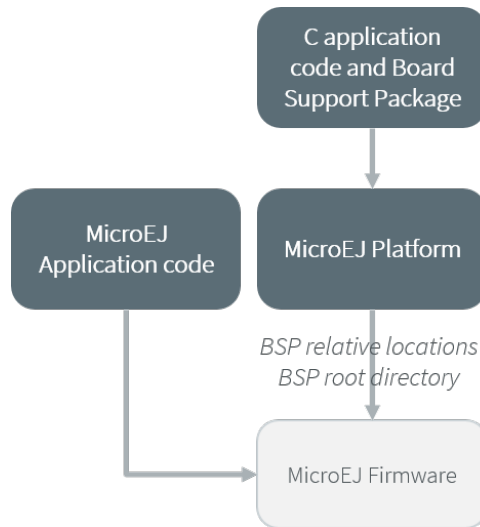 C application
code and Board
Support Package
MicroEJ
Application code
MicroEJ Platform
BSP relative locations
BSP root directory
MicroEJ Firmware